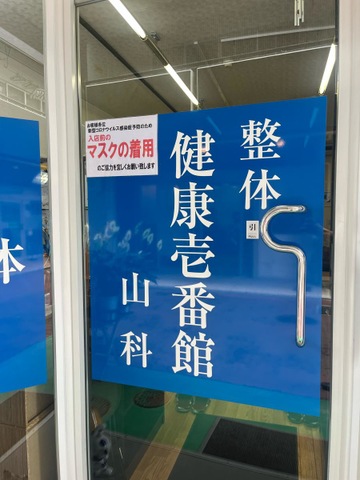 お客様各位
新型コロナウイルス感染症予防のため
入店前の
マスクの着用
のご協力を宜しくお願い致します
整体
健康壱番館
山科
引
体